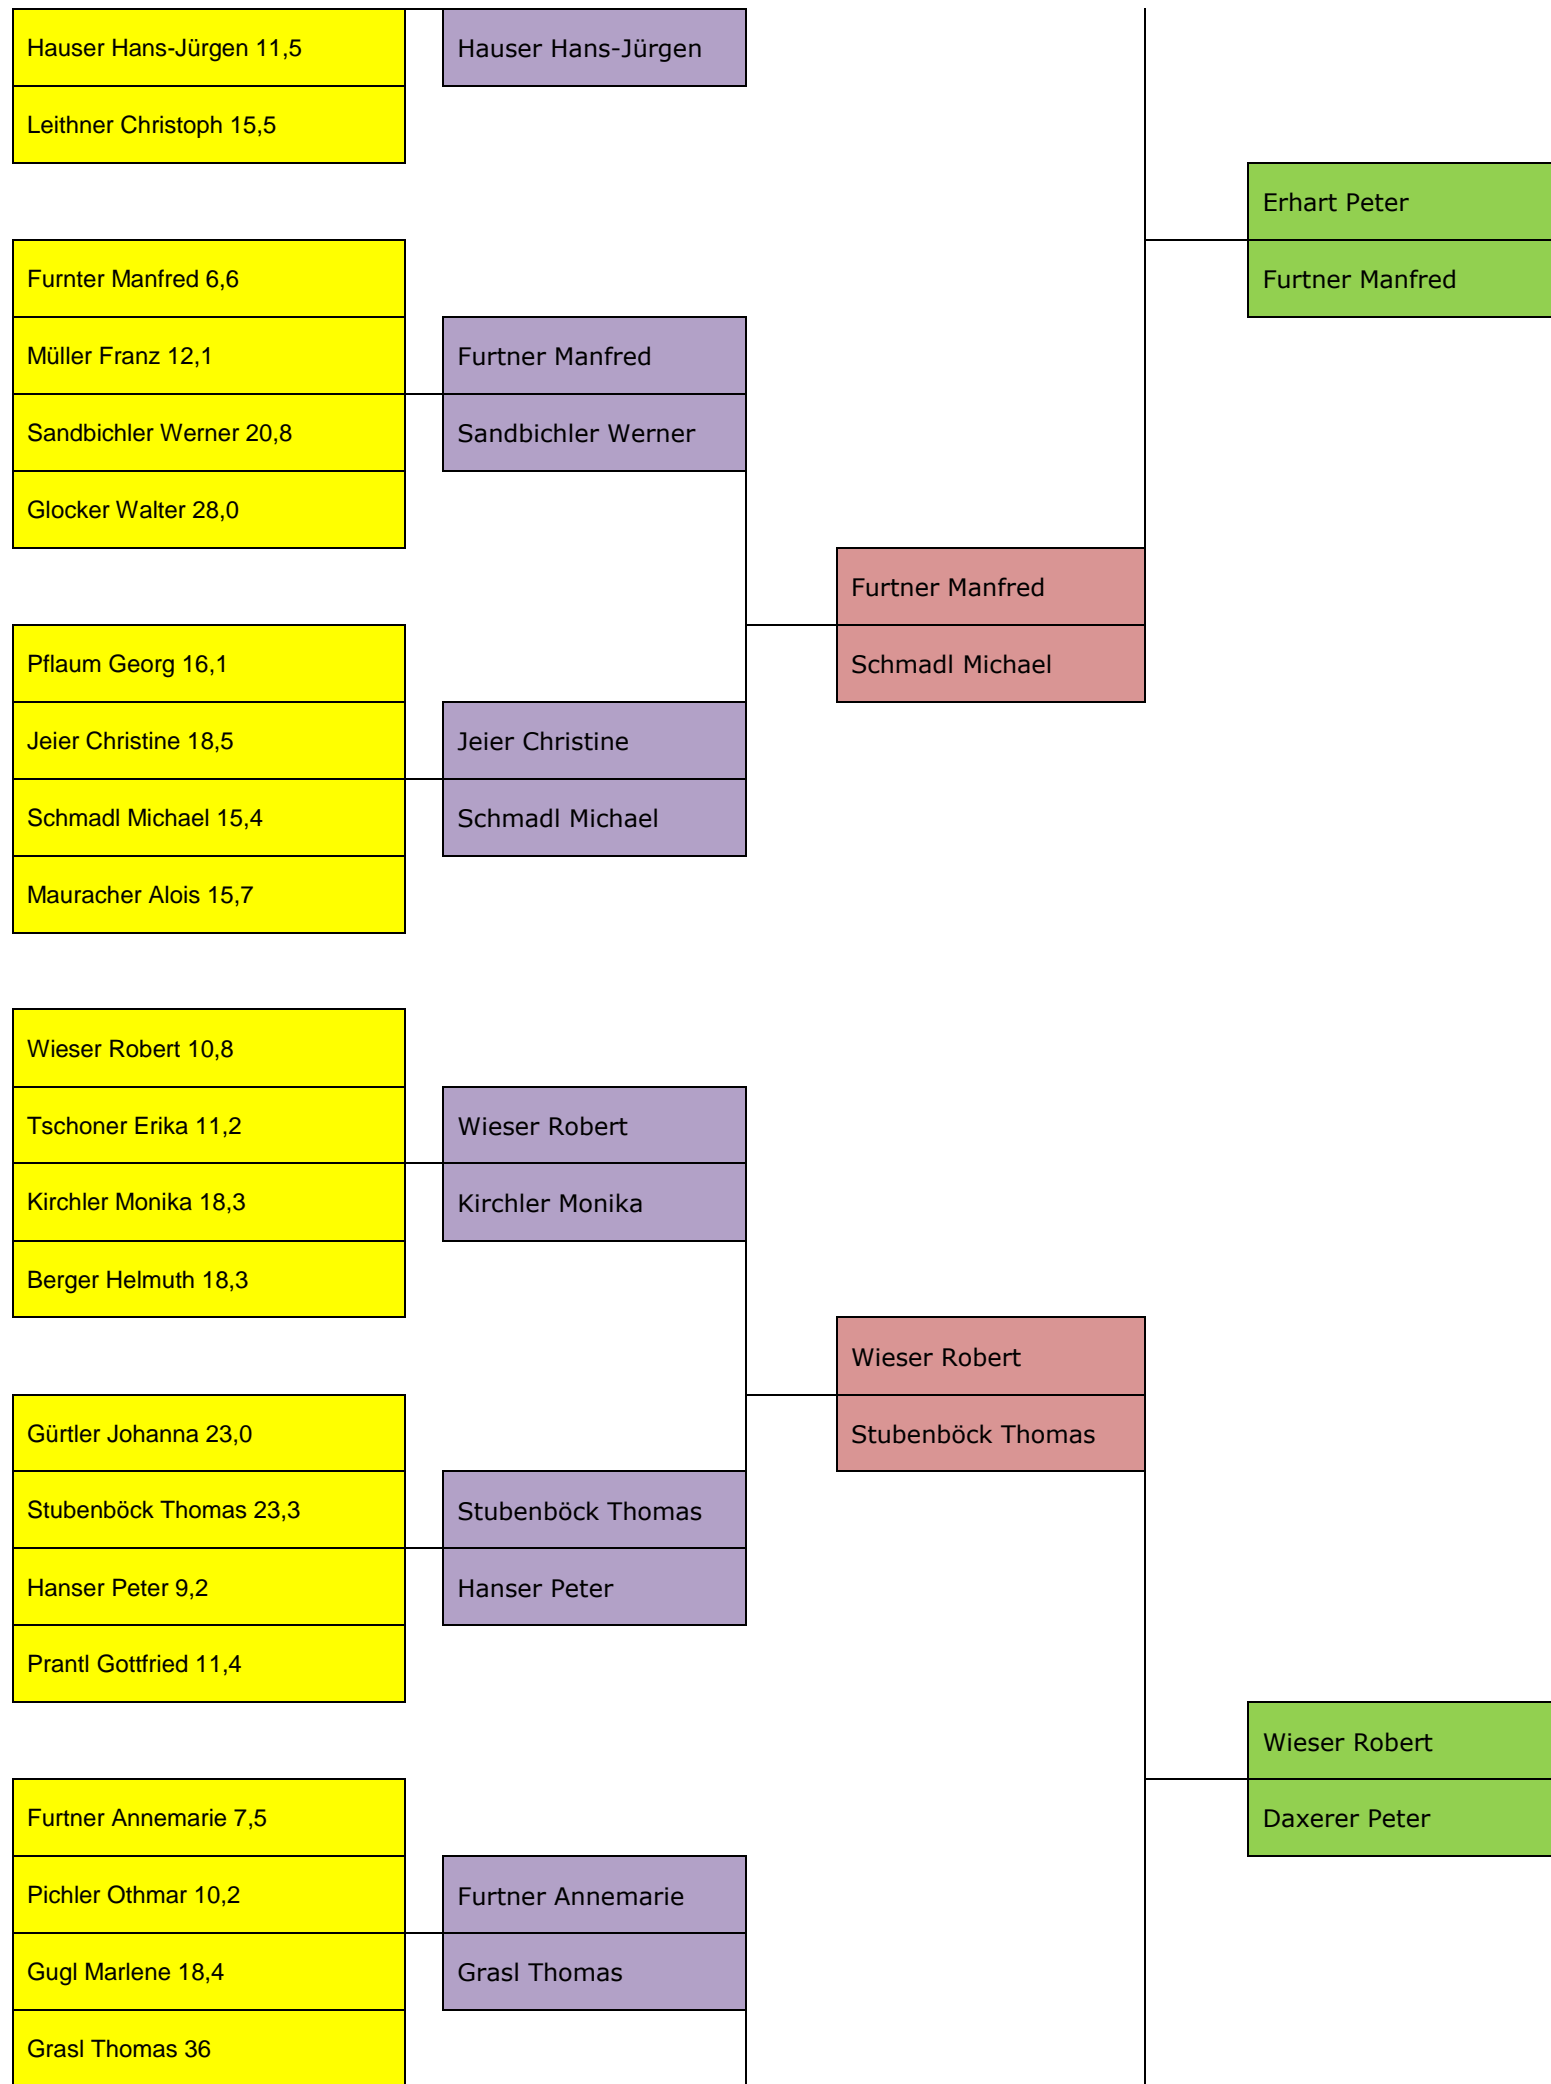 Hauser Hans-Jürgen 11,5
Hauser Hans-Jürgen
Leithner Christoph 15,5
Erhart Peter
Furnter Manfred 6,6
Furtner Manfred
Müller Franz 12,1
Furtner Manfred
Sandbichler Werner 20,8
Sandbichler Werner
Glocker Walter 28,0
Furtner Manfred
Pflaum Georg 16,1
Schmadl Michael
Jeier Christine 18,5
Jeier Christine
Schmadl Michael 15,4
Schmadl Michael
Mauracher Alois 15,7
Wieser Robert 10,8
Tschoner Erika 11,2
Wieser Robert
Kirchler Monika 18,3
Kirchler Monika
Berger Helmuth 18,3
Wieser Robert
Gürtler Johanna 23,0
Stubenböck Thomas
Stubenböck Thomas 23,3
Stubenböck Thomas
Hanser Peter 9,2
Hanser Peter
Prantl Gottfried 11,4
Wieser Robert
Furtner Annemarie 7,5
Daxerer Peter
Pichler Othmar 10,2
Furtner Annemarie
Gugl Marlene 18,4
Grasl Thomas
Grasl Thomas 36